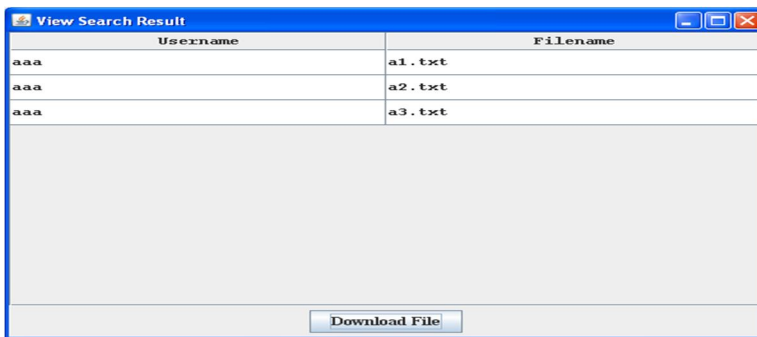 View Search Result
Username Filename
aaa a1.txt
aaa a2.txt
aaa a3.txt
Download File